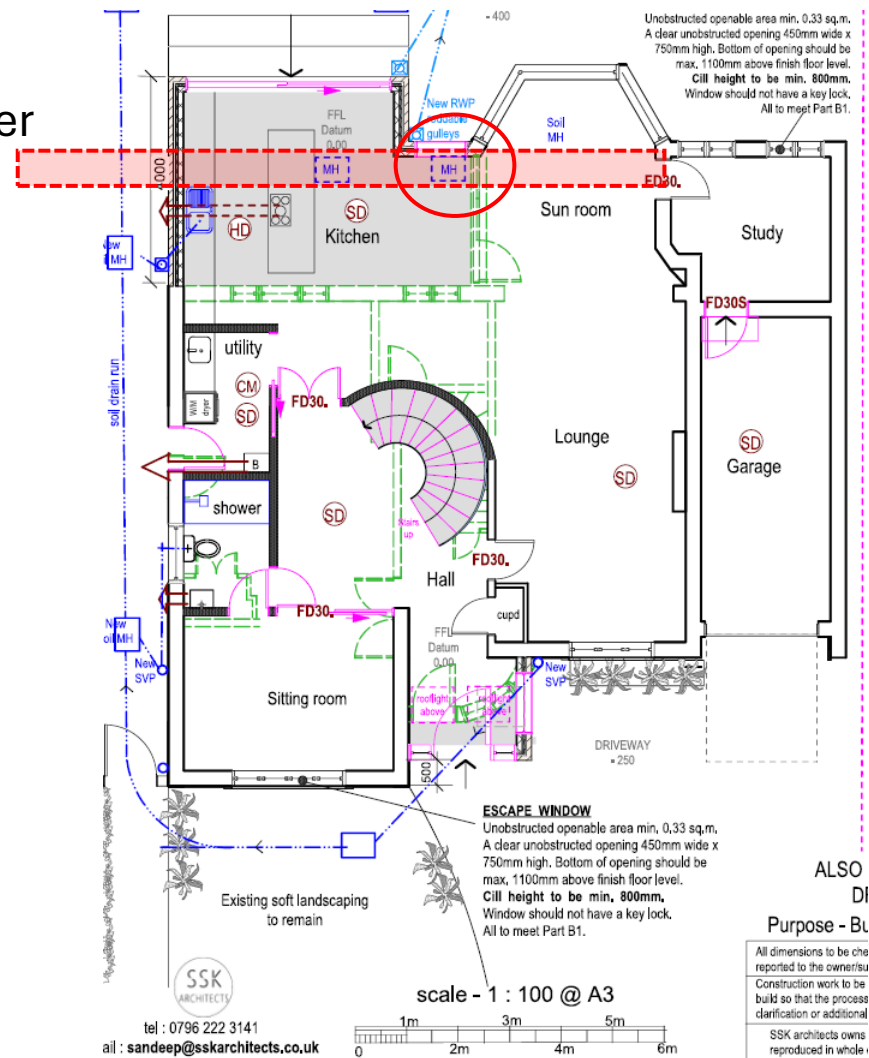 - 400
Unobstructed openable area min. 0.33 sq.m.
A clear unobstructed opening 450mm wide x
750mm high. Bottom of opening should be
max. 1100mm above finish floor level.
Cill height to be min. 800mm.
Window should not have a key lock.
All to meet Part B1.
er
FFL
Datum
0.00
New RWP
gulleys
Soil
MH
4000
MH
MH
FD30.
SD
HD
Kitchen
Sun room
Study
MH
FD30S
utility
CM
SD
W/M
dryer
FD30.
soil drain run
B
Lounge
SD
SD
Garage
shower
SD
Stairs
up
FD30.
Hall
FD30.
cupd
New
oil MH
New
SVP
FFL
Datum
0.00
New
SVP
Sitting room
rooflight
above
rooflight
above
DRIVEWAY
- 250
600
ESCAPE WINDOW
Unobstructed openable area min. 0.33 sq.m.
A clear unobstructed opening 450mm wide x
750mm high. Bottom of opening should be
max. 1100mm above finish floor level.
Cill height to be min. 800mm.
Window should not have a key lock.
All to meet Part B1.
Existing soft landscaping
to remain
ALSO
DR
Purpose - Bu
All dimensions to be che
reported to the owner/su
Construction work to be
build so that the process
clarification or additional
SSK architects owns
reproduced in whole
SSK
ARCHITECTS
tel : 0796 222 3141
ail : sandeep@sskarchitects.co.uk
scale - 1 : 100 @ A3
1m 3m 5m
0 2m 4m 6m